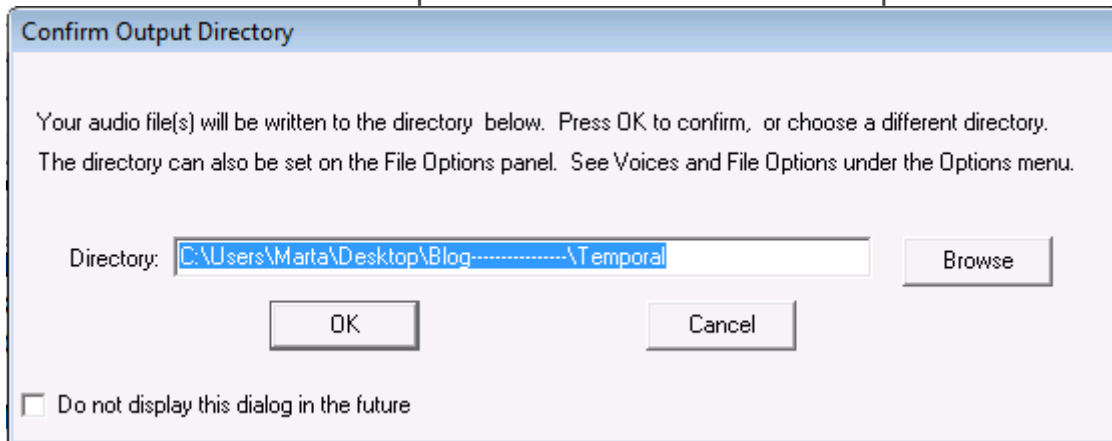 Confirm Output Directory
Your audio file(s) will be written to the directory below. Press OK to confirm, or choose a different directory.
The directory can also be set on the File Options panel. See Voices and File Options under the Options menu.
Directory: C:\Users\Marta\Desktop\Blog----------------\Temporal Browse
OK Cancel
Do not display this dialog in the future